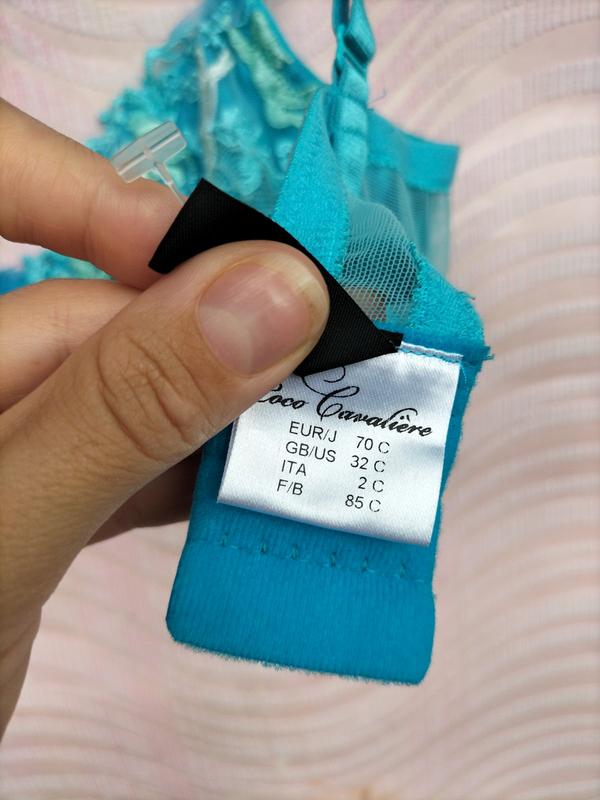 Coco Cavalière
EUR/J 70 C
GB/US 32 C
ITA 2 C
F/B 85 C